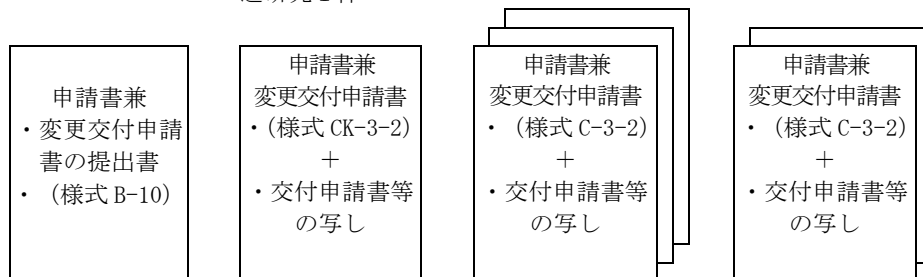 申請書兼
・変更交付申請
書の提出書
・（様式 B-10）
申請書兼
変更交付申請書
・（様式 CK-3-2）
＋
・交付申請書等
の写し
申請書兼
変更交付申請書
・（様式 C-3-2）
＋
・交付申請書等
の写し
申請書兼
変更交付申請書
・（様式 C-3-2）
＋
・交付申請書等
の写し